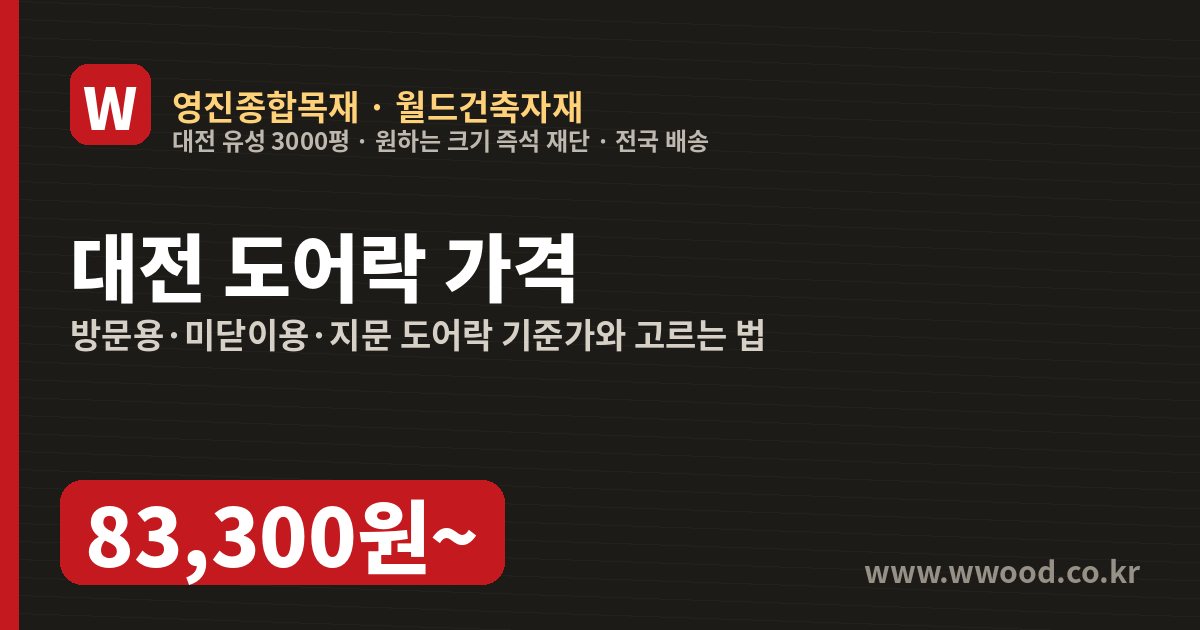 W
영진종합목재 · 월드건축자재
대전 유성 3000평 · 원하는 크기 즉석 재단 · 전국 배송
대전 도어락 가격
방문용·미닫이용·지문 도어락 기준가와 고르는 법
83,300원~
www.wwood.co.kr